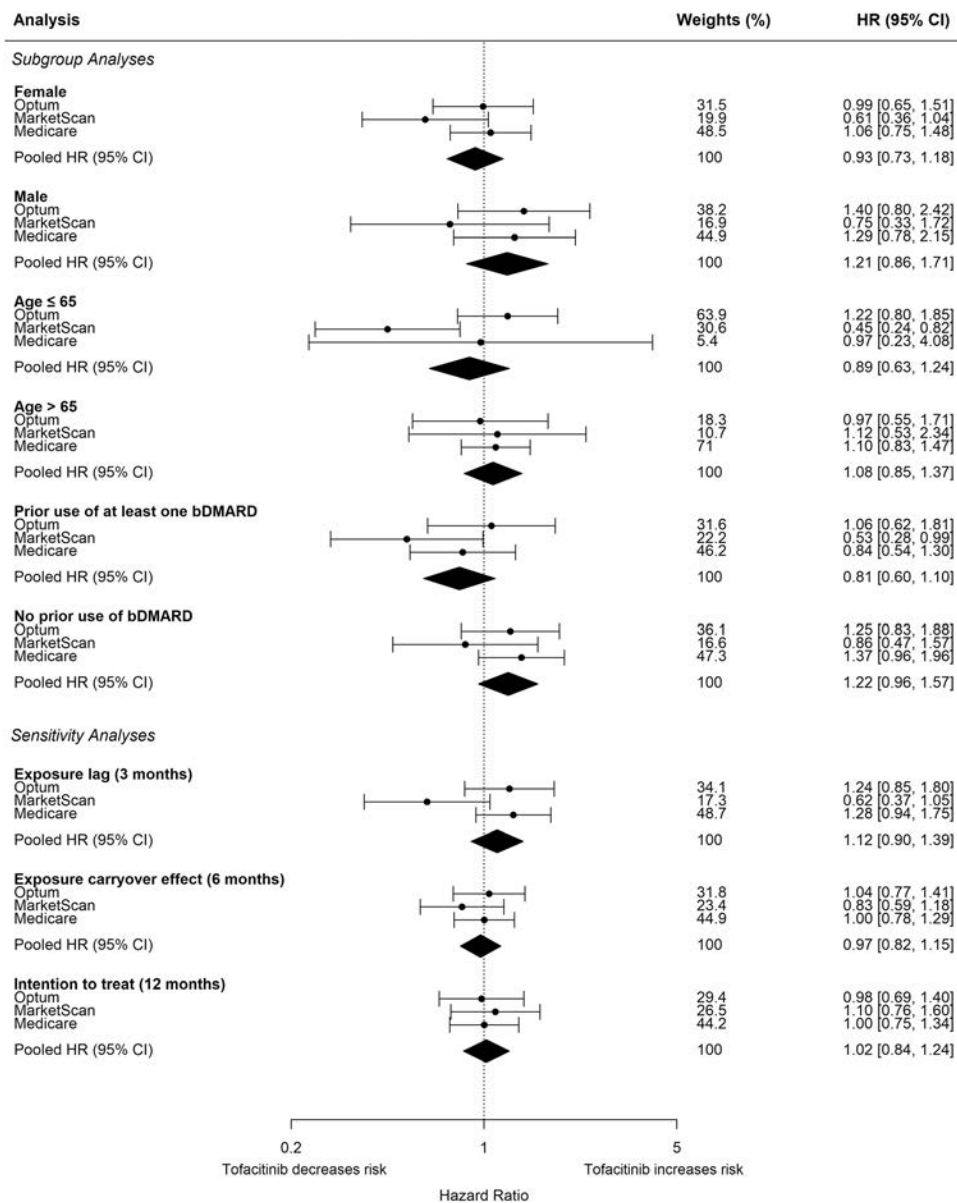 Analysis Weights (%) HR (95% CI)
Subgroup Analyses
Female
Optum 31.5 0.99 [0.65, 1.51]
MarketScan 19.9 0.61 [0.36, 1.04]
Medicare 48.5 1.06 [0.75, 1.48]
Pooled HR (95% CI) 100 0.93 [0.73, 1.18]
Male
Optum 38.2 1.40 [0.80, 2.42]
MarketScan 16.9 0.75 [0.33, 1.72]
Medicare 44.9 1.29 [0.78, 2.15]
Pooled HR (95% CI) 100 1.21 [0.86, 1.71]
Age ≤ 65
Optum 63.9 1.22 [0.80, 1.85]
MarketScan 30.6 0.45 [0.24, 0.82]
Medicare 5.4 0.97 [0.23, 4.08]
Pooled HR (95% CI) 100 0.89 [0.63, 1.24]
Age > 65
Optum 18.3 0.97 [0.55, 1.71]
MarketScan 10.7 1.12 [0.53, 2.34]
Medicare 71 1.10 [0.83, 1.47]
Pooled HR (95% CI) 100 1.08 [0.85, 1.37]
Prior use of at least one bDMARD
Optum 31.6 1.06 [0.62, 1.81]
MarketScan 22.2 0.53 [0.28, 0.99]
Medicare 46.2 0.84 [0.54, 1.30]
Pooled HR (95% CI) 100 0.81 [0.60, 1.10]
No prior use of bDMARD
Optum 36.1 1.25 [0.83, 1.88]
MarketScan 16.6 0.86 [0.47, 1.57]
Medicare 47.3 1.37 [0.96, 1.96]
Pooled HR (95% CI) 100 1.22 [0.96, 1.57]
Sensitivity Analyses
Exposure lag (3 months)
Optum 34.1 1.24 [0.85, 1.80]
MarketScan 17.3 0.62 [0.37, 1.05]
Medicare 48.7 1.28 [0.94, 1.75]
Pooled HR (95% CI) 100 1.12 [0.90, 1.39]
Exposure carryover effect (6 months)
Optum 31.8 1.04 [0.77, 1.41]
MarketScan 23.4 0.83 [0.59, 1.18]
Medicare 44.9 1.00 [0.78, 1.29]
Pooled HR (95% CI) 100 0.97 [0.82, 1.15]
Intention to treat (12 months)
Optum 29.4 0.98 [0.69, 1.40]
MarketScan 26.5 1.10 [0.76, 1.60]
Medicare 44.2 1.00 [0.75, 1.34]
Pooled HR (95% CI) 100 1.02 [0.84, 1.24]
0.2 1 5
Tofacitinib decreases risk Tofacitinib increases risk
Hazard Ratio